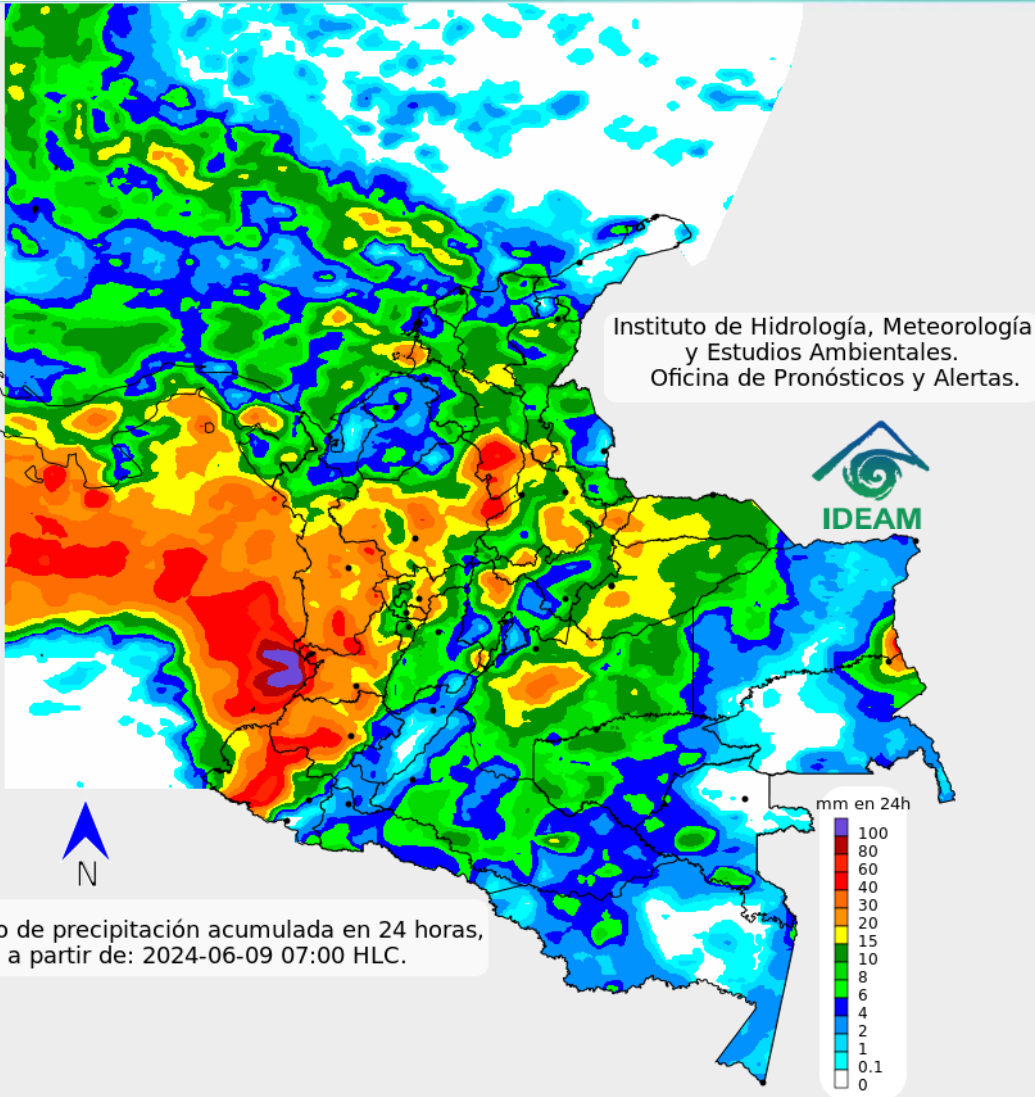 Instituto de Hidrología, Meteorología
y Estudios Ambientales.
Oficina de Pronósticos y Alertas.
IDEAM
mm en 24h
100
80
60
40
30
20
15
10
8
6
4
2
1
0.1
0
N
o de precipitación acumulada en 24 horas,
a partir de: 2024-06-09 07:00 HLC.